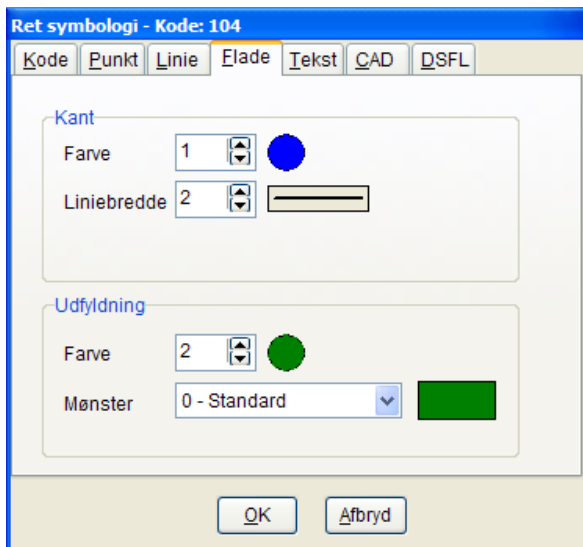 Ret symbologi - Kode: 104
Kode Punkt Linie Flade Tekst CAD DSFL
Kant
Farve 1
Liniebredde 2
Udfyldning
Farve 2
Mønster 0 - Standard
OK Afbryd